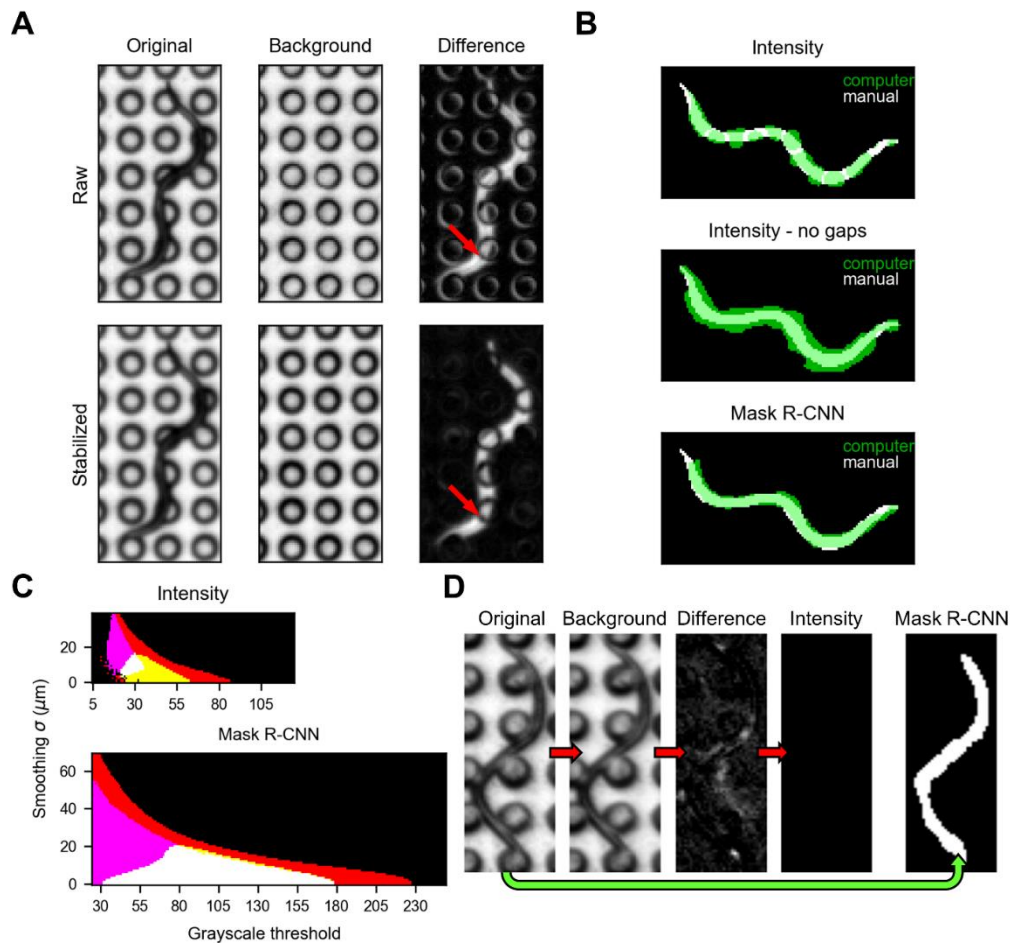 A
Original Background Difference
Raw
Stabilized
B
Intensity
computer
manual
Intensity - no gaps
computer
manual
Mask R-CNN
computer
manual
C
Intensity
20
0
5 30 55 80 105
Mask R-CNN
60
40
20
0
30 55 80 105 130 155 180 205 230
Smoothing σ (μm)
Grayscale threshold
D
Original Background Difference Intensity Mask R-CNN